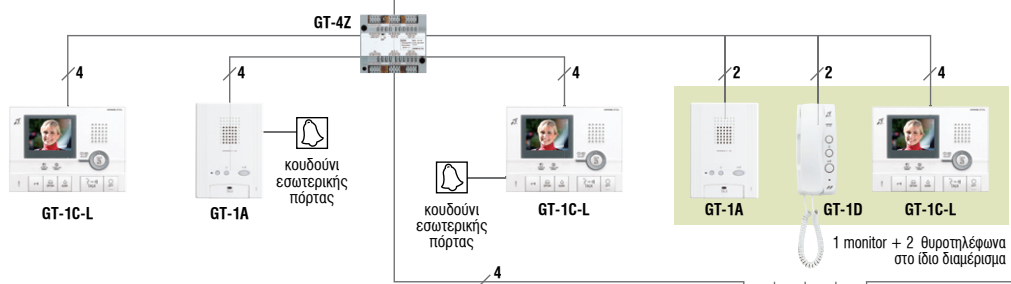 GT-4Z
4
4
4
2
2
4
κουδούνι
εσωτερικής
πόρτας
κουδούνι
εσωτερικής
πόρτας
GT-1C-L
GT-1A
GT-1C-L
GT-1A
GT-1D
GT-1C-L
1 monitor + 2 θυροτηλέφωνα
στο ίδιο διαμέρισμα
4